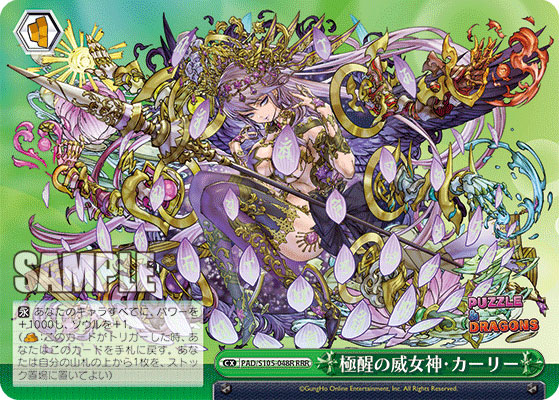 SAMPLE
永 あなたのキャラすべてに、パワーを
+1000し、ソウルを+1。
（：このカードがトリガーした時、あ
なたはこのカードを手札に戻す。あな
たは自分の山札の上から1枚を、ストッ
ク置場に置いてよい）
PUZZLE
&
DRAGONS
CX PAD/S105-048R RRR 極醒の威女神・カーリー
©GungHo Online Entertainment, Inc. All Rights Reserved.